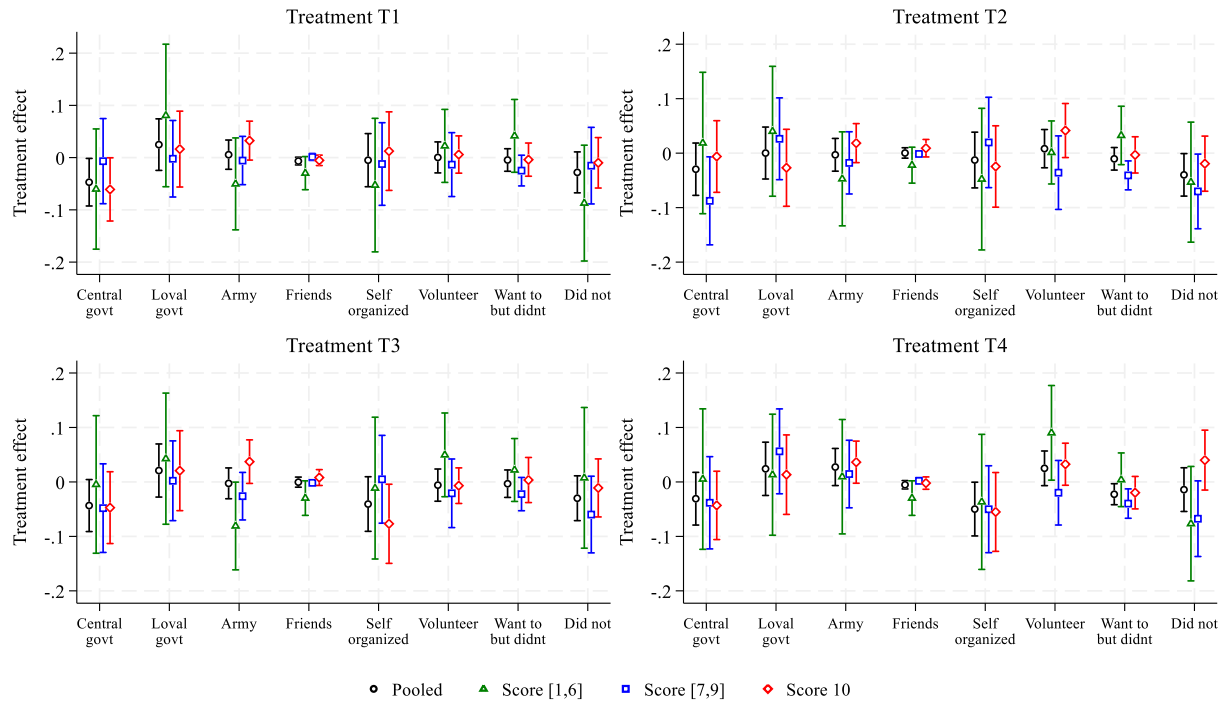 Treatment T1
Treatment effect
.2
.1
0
-.1
-.2
Central govt
Loval govt
Army
Friends
Self organized
Volunteer
Want to but didnt
Did not
Treatment T2
Treatment effect
.2
.1
0
-.1
-.2
Central govt
Loval govt
Army
Friends
Self organized
Volunteer
Want to but didnt
Did not
Treatment T3
Treatment effect
.2
.1
0
-.1
-.2
Central govt
Loval govt
Army
Friends
Self organized
Volunteer
Want to but didnt
Did not
Treatment T4
Treatment effect
.2
.1
0
-.1
-.2
Central govt
Loval govt
Army
Friends
Self organized
Volunteer
Want to but didnt
Did not
Pooled
Score [1,6]
Score [7,9]
Score 10